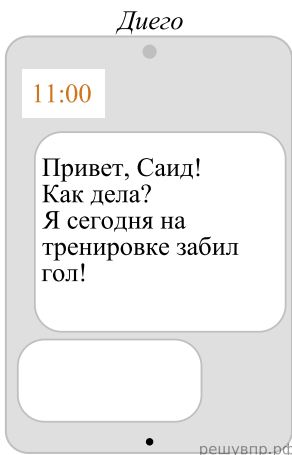 Диего
11:00
Привет, Саид!
Как дела?
Я сегодня на
тренировке забил
гол!
решувпр.рф